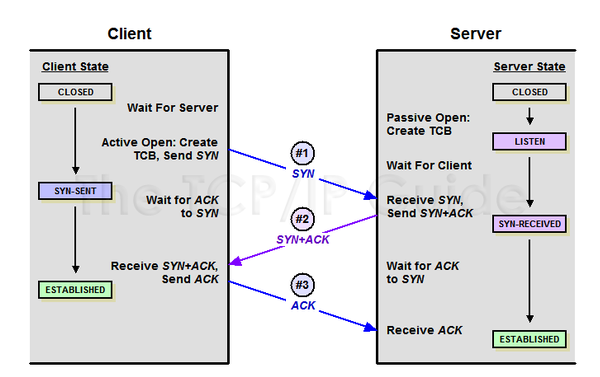 Client
Server
Client State
Server State
CLOSED
CLOSED
Wait For Server
Passive Open:
Create TCB
Active Open: Create
TCB, Send SYN
LISTEN
#1
SYN
Wait For Client
SYN-SENT
Wait for ACK
to SYN
Receive SYN,
Send SYN+ACK
#2
SYN+ACK
SYN-RECEIVED
The TCP/IP Guide
Receive SYN+ACK,
Send ACK
Wait for ACK
to SYN
#3
ACK
ESTABLISHED
Receive ACK
ESTABLISHED